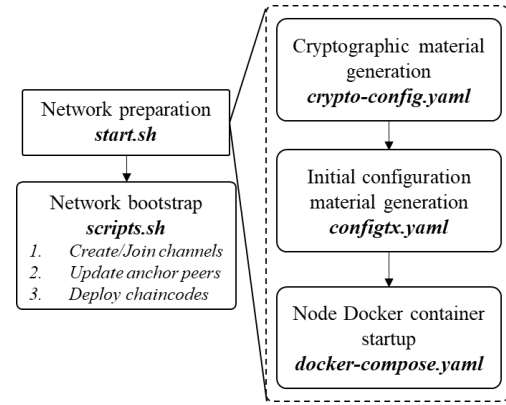 Network preparation
start.sh
Network bootstrap
scripts.sh
1. Create/Join channels
2. Update anchor peers
3. Deploy chaincodes
Cryptographic material
generation
crypto-config.yaml
Initial configuration
material generation
configtx.yaml
Node Docker container
startup
docker-compose.yaml